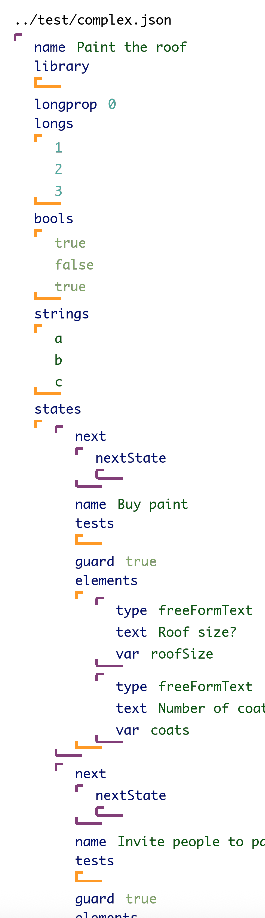 ../test/complex.json
name Paint the roof
library
longprop 0
longs
1
2
3
bools
true
false
true
strings
a
b
c
states
next
nextState
name Buy paint
tests
guard true
elements
type freeFormText
text Roof size?
var roofSize
type freeFormText
text Number of coat
var coats
next
nextState
name Invite people to pa
tests
guard true
elements